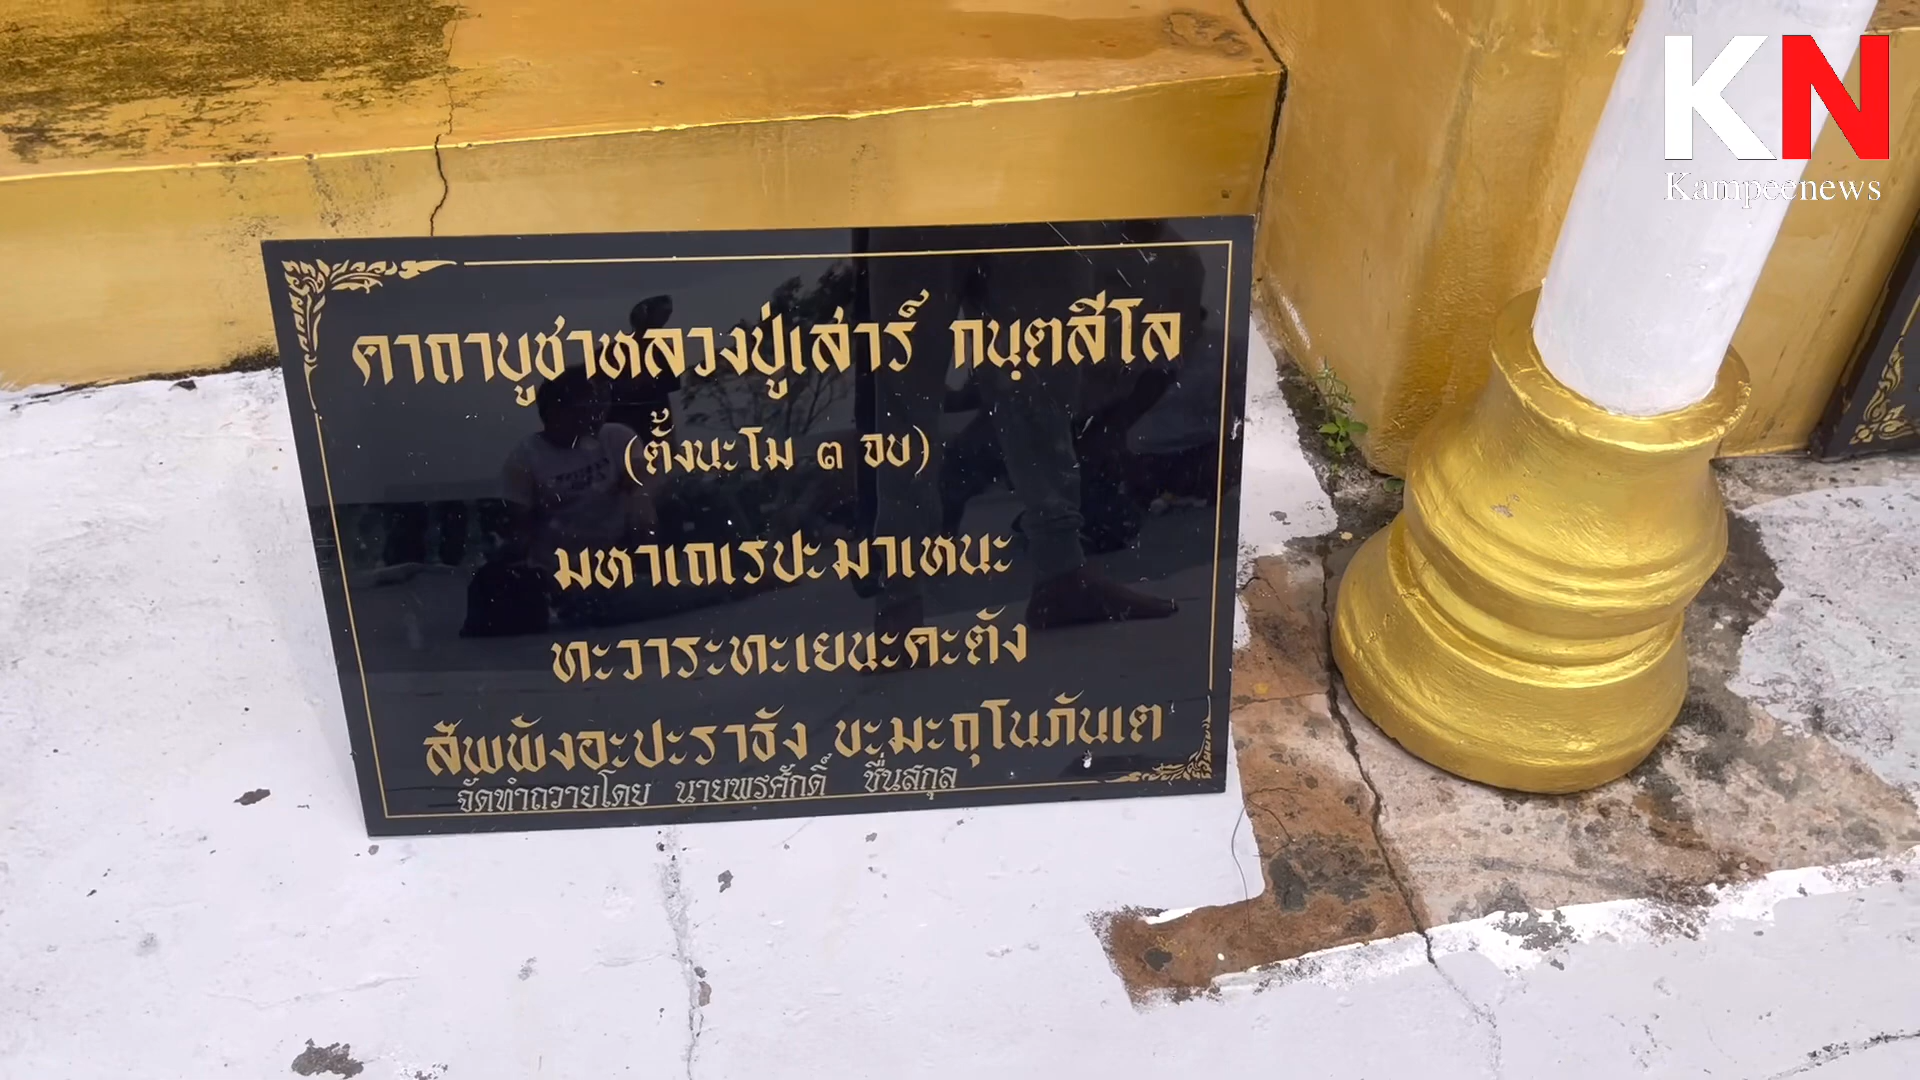 KN
Kampeenews
คาถาบูชาหลวงปู่เสาร์ กนฺตสีโล
(ตั้งนะโม ๓ จบ)
มหาเถเรปะมาเทนะ
ทะวาระทะเยนะคะตัง
สัพพังอะปะราธัง ขะมะถุโนภันเต
จัดทำถวายโดย นายพรศักดิ์ ชื่นสกุล